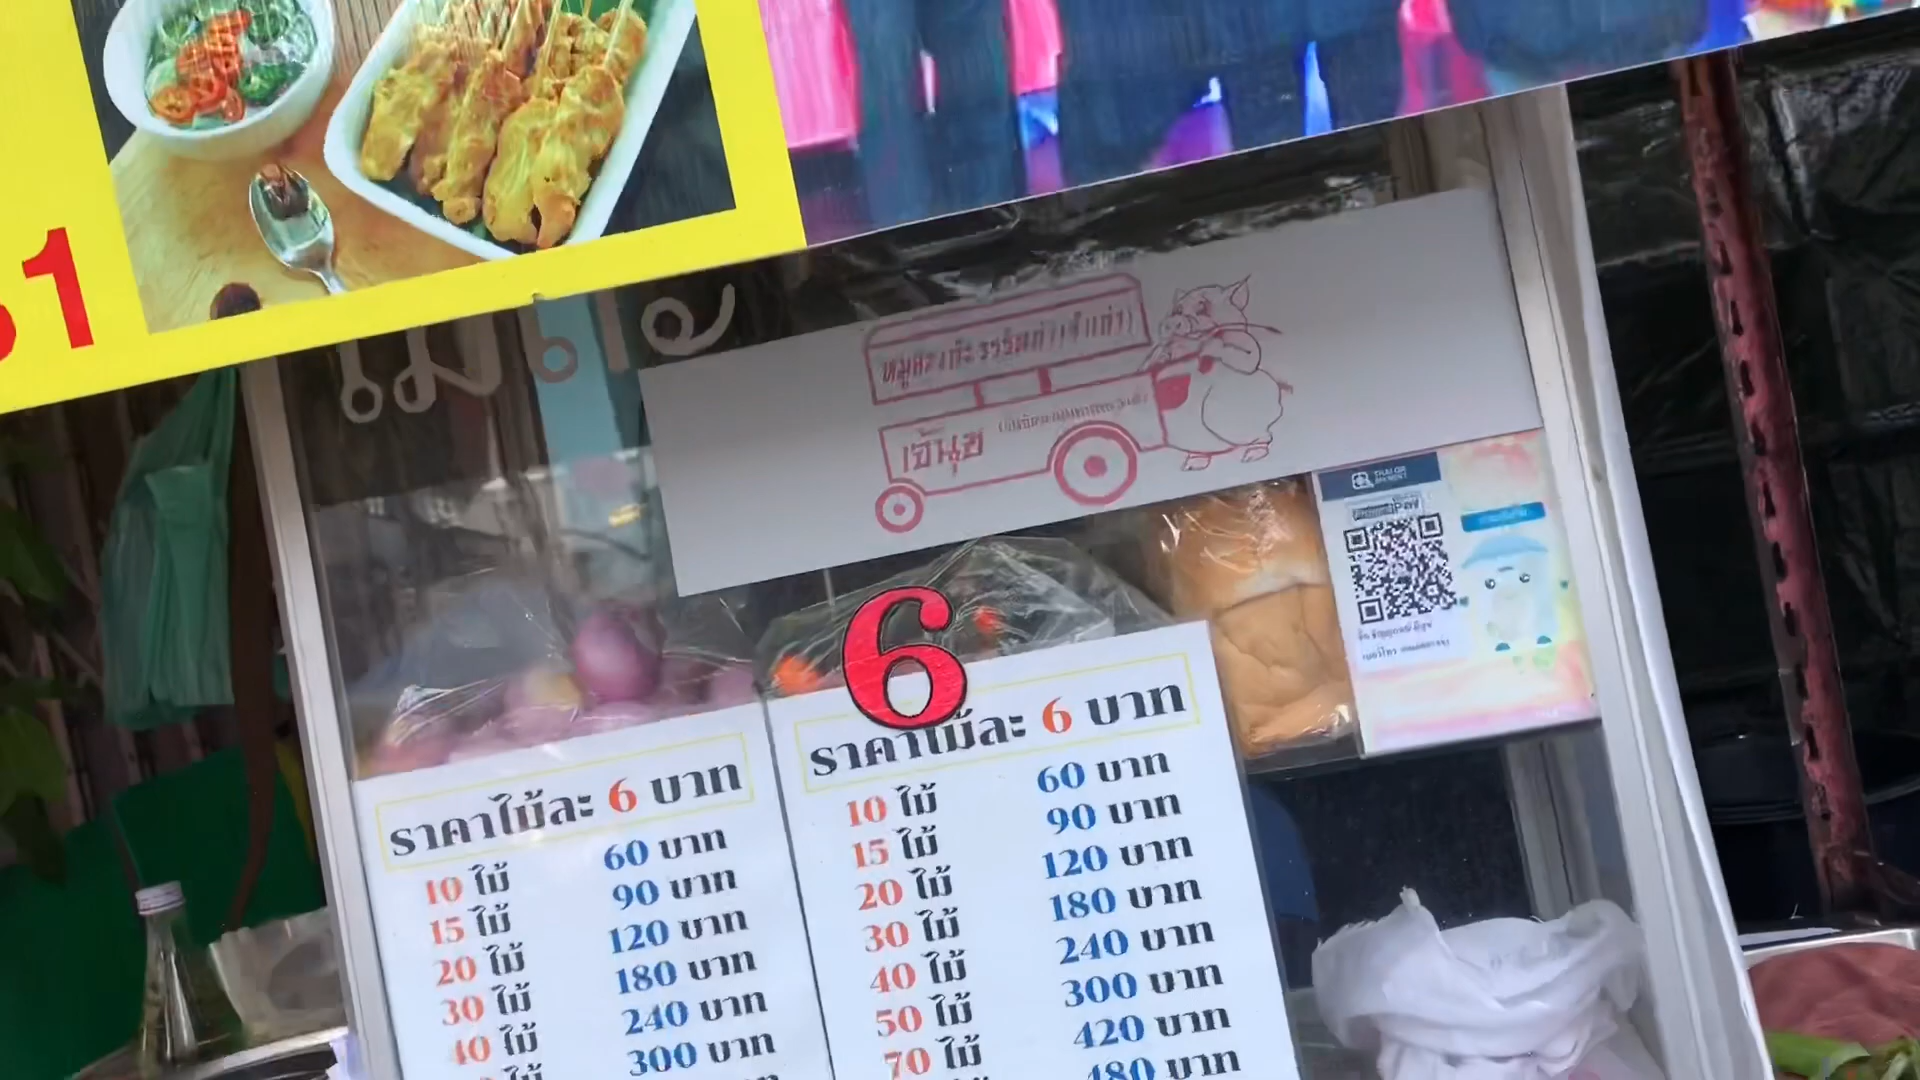 1
เจ๊นุช
THAI QR
PAYMENT
6
ราคาไม้ละ 6 บาท
10 ไม้ 60 บาท
15 ไม้ 90 บาท
20 ไม้ 120 บาท
30 ไม้ 180 บาท
40 ไม้ 240 บาท
300 บาท
ราคาไม้ละ 6 บาท
10 ไม้ 60 บาท
15 ไม้ 90 บาท
20 ไม้ 120 บาท
30 ไม้ 180 บาท
40 ไม้ 240 บาท
50 ไม้ 300 บาท
70 ไม้ 420 บาท
480 บาท